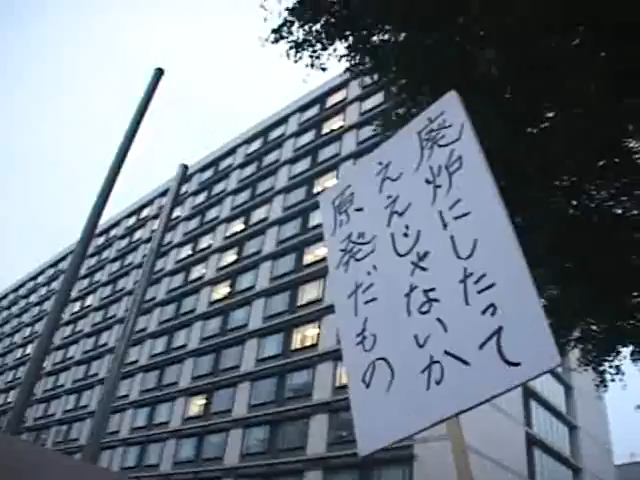 廃炉にしたって
ええじゃないか
原発だもの